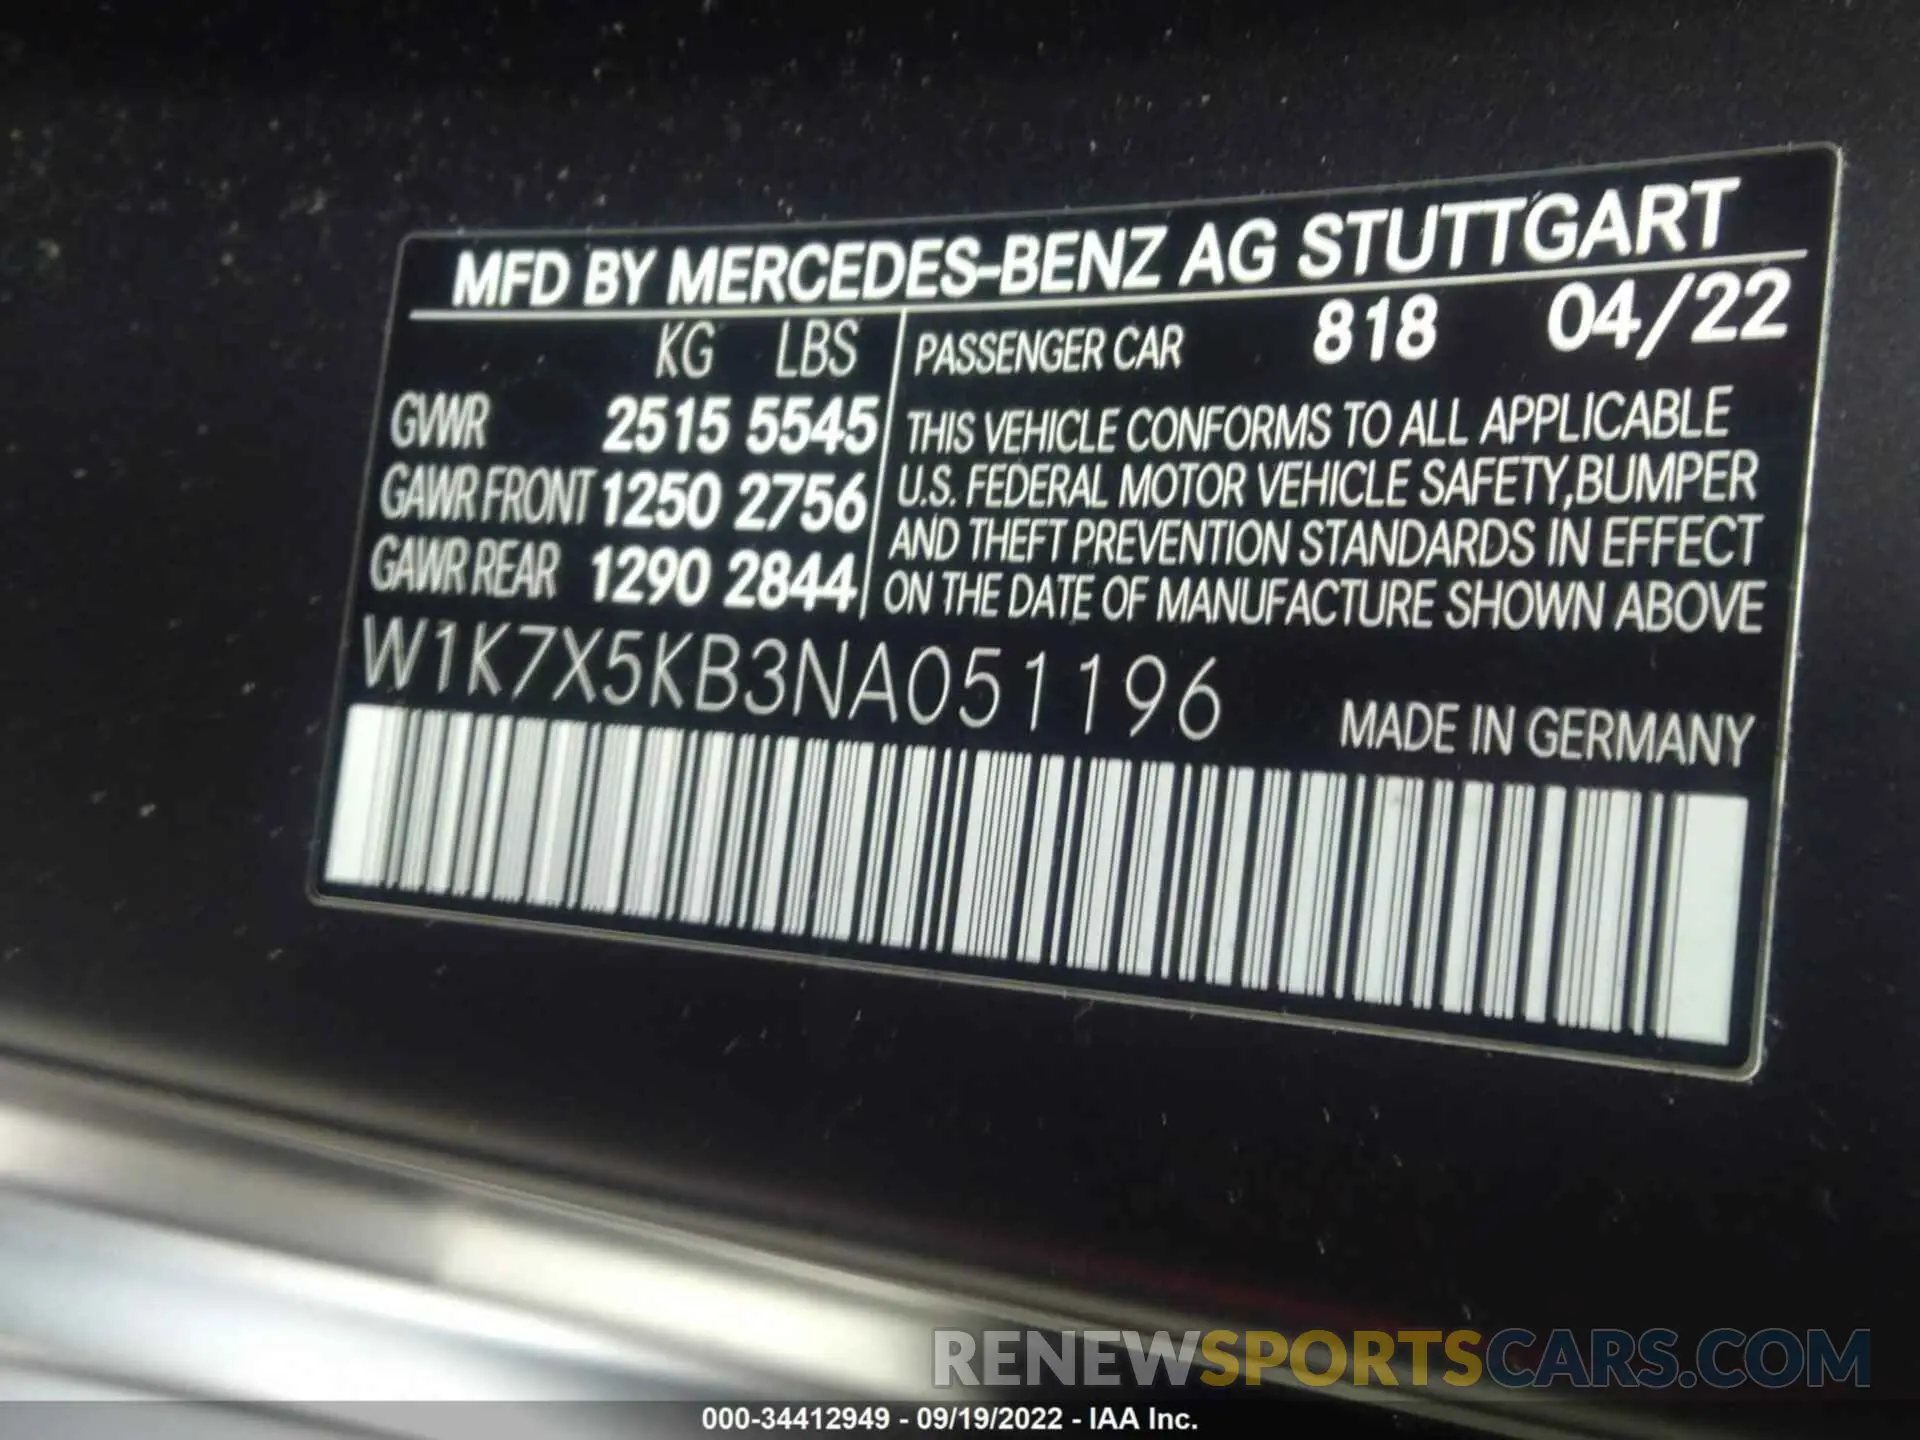 MFD BY MERCEDES-BENZ AG STUTTGART
KG LBS
GVWR 2515 5545
GAWR FRONT 1250 2756
GAWR REAR 1290 2844
PASSENGER CAR 818 04/22
THIS VEHICLE CONFORMS TO ALL APPLICABLE
U.S. FEDERAL MOTOR VEHICLE SAFETY,BUMPER
AND THEFT PREVENTION STANDARDS IN EFFECT
ON THE DATE OF MANUFACTURE SHOWN ABOVE
W1K7X5KB3NA051196
MADE IN GERMANY
RENEWSPORTSCARS.COM
000-34412949 - 09/19/2022 - IAA Inc.